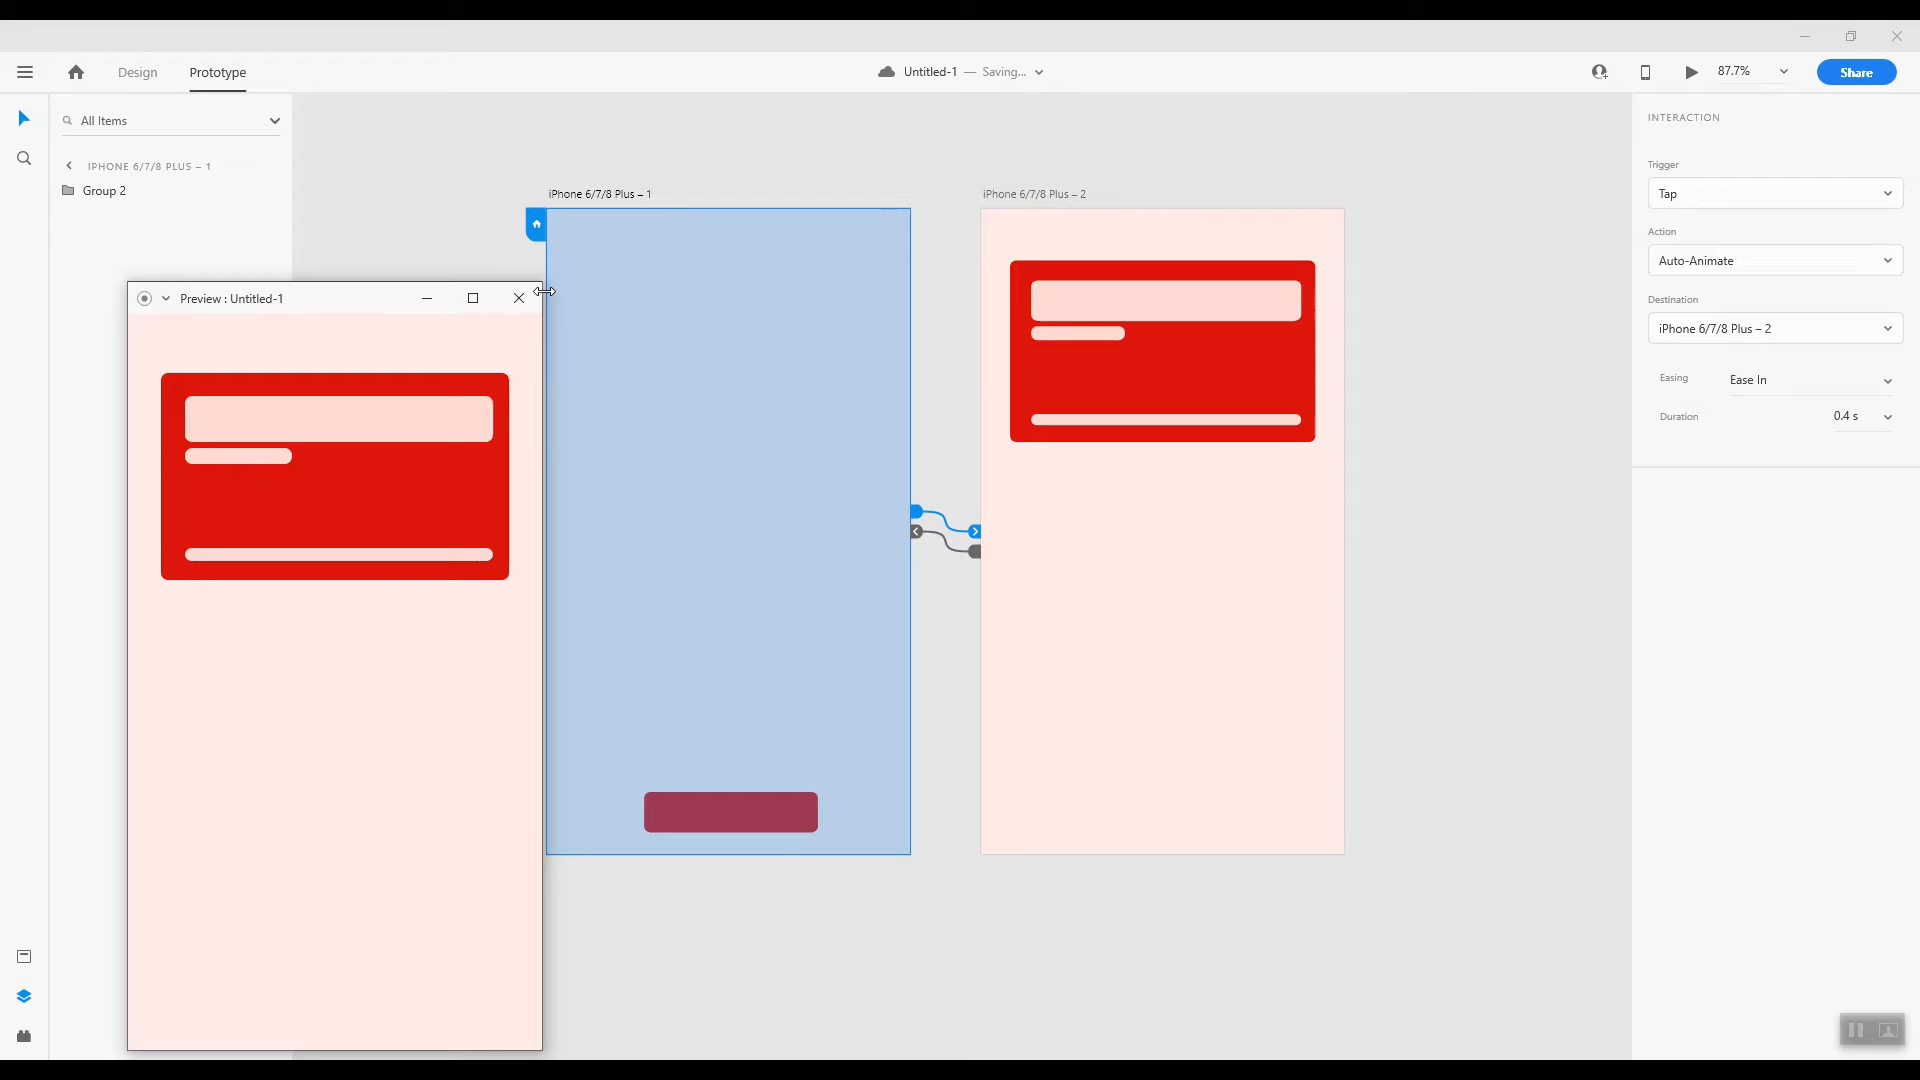 Design
Prototype
Untitled-1 — Saving...
87.7%
Share
All Items
IPHONE 6/7/8 PLUS – 1
Group 2
iPhone 6/7/8 Plus – 1
iPhone 6/7/8 Plus – 2
Preview : Untitled-1
INTERACTION
Trigger
Tap
Action
Auto-Animate
Destination
iPhone 6/7/8 Plus – 2
Easing
Ease In
Duration
0.4 s